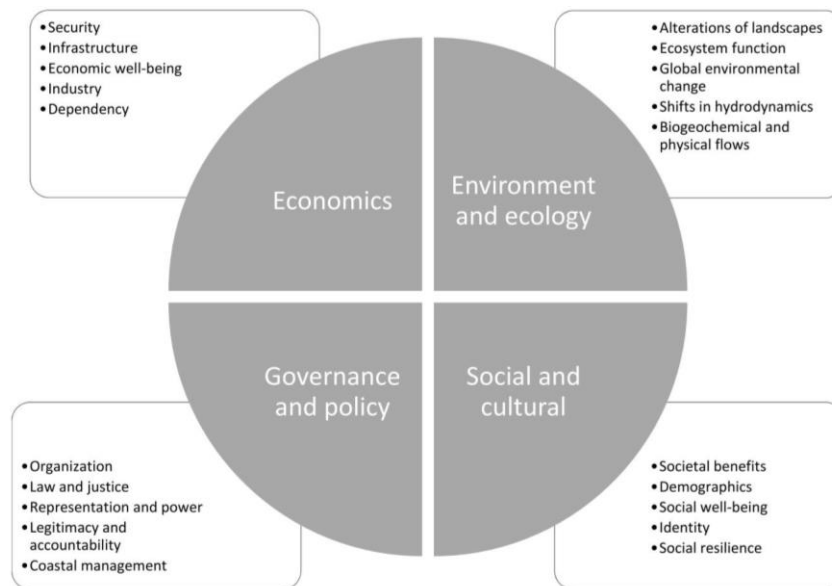 •Security
•Infrastructure
•Economic well-being
•Industry
•Dependency
•Alterations of landscapes
•Ecosystem function
•Global environmental
change
•Shifts in hydrodynamics
•Biogeochemical and
physical flows
Economics
Environment
and ecology
Governance
and policy
Social and
cultural
•Organization
•Law and justice
•Representation and power
•Legitimacy and
accountability
•Coastal management
•Societal benefits
•Demographics
•Social well-being
•Identity
•Social resilience